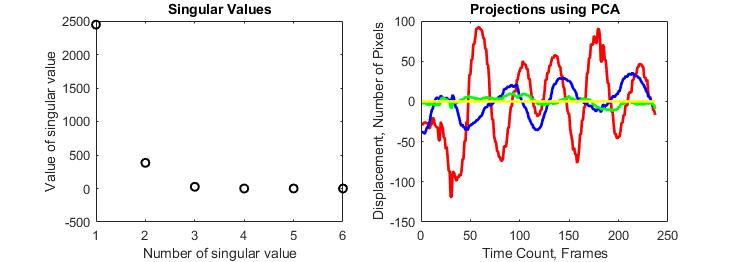 Singular Values
2500
2000
1500
1000
500
0
-500
1 2 3 4 5 6
Value of singular value
Number of singular value
Projections using PCA
100
50
0
-50
-100
-150
0 50 100 150 200 250
Displacement, Number of Pixels
Time Count, Frames